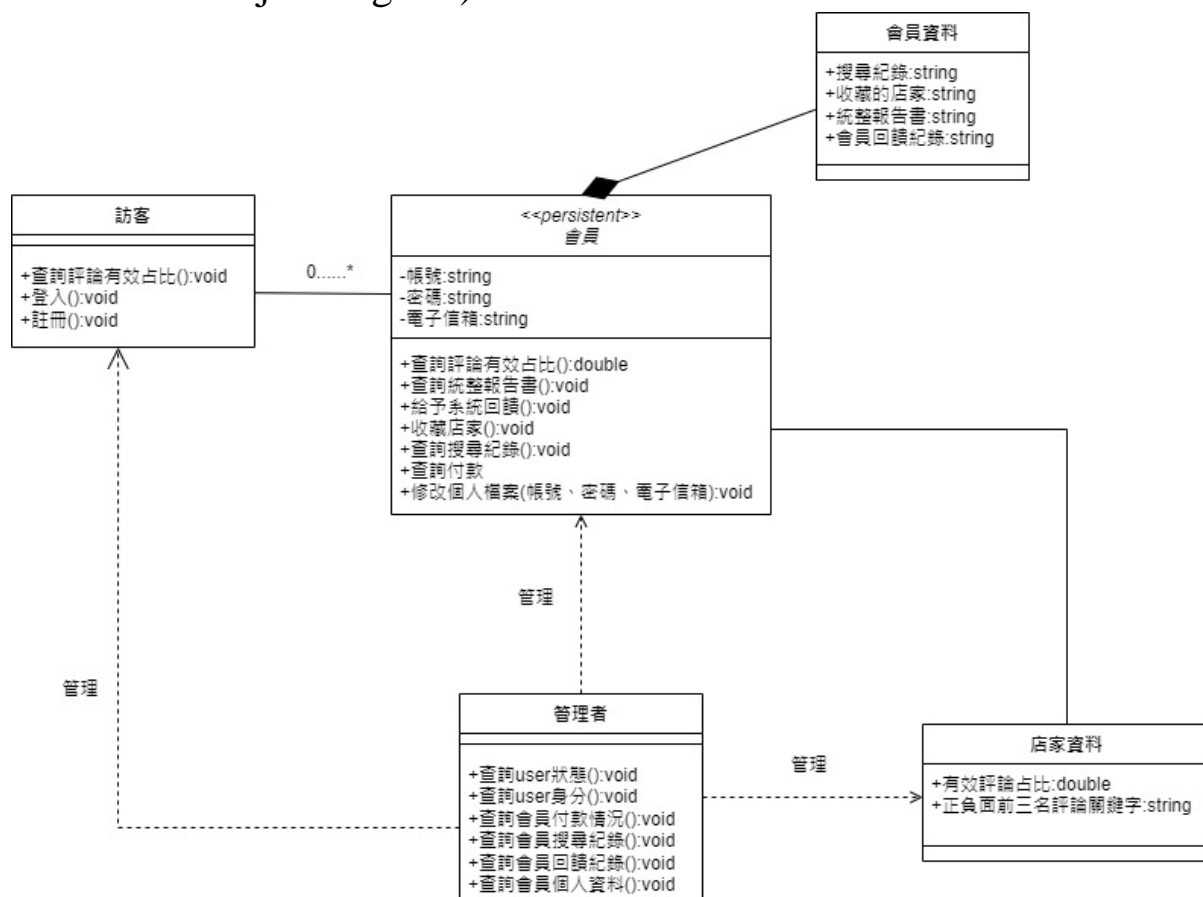 會員資料
+搜尋紀錄:string
+收藏的店家:string
+統整報告書:string
+會員回饋紀錄:string
訪客
+查詢評論有效占比():void
+登入():void
+註冊():void
0......*
<<persistent>>
會員
-帳號:string
-密碼:string
-電子信箱:string
+查詢評論有效占比():double
+查詢統整報告書():void
+給予系統回饋():void
+收藏店家():void
+查詢搜尋紀錄():void
+查詢付款
+修改個人檔案(帳號、密碼、電子信箱):void
管理
管理
管理者
+查詢user狀態():void
+查詢user身分():void
+查詢會員付款情況():void
+查詢會員搜尋紀錄():void
+查詢會員回饋紀錄():void
+查詢會員個人資料():void
管理
店家資料
+有效評論占比:double
+正負面前三名評論關鍵字:string